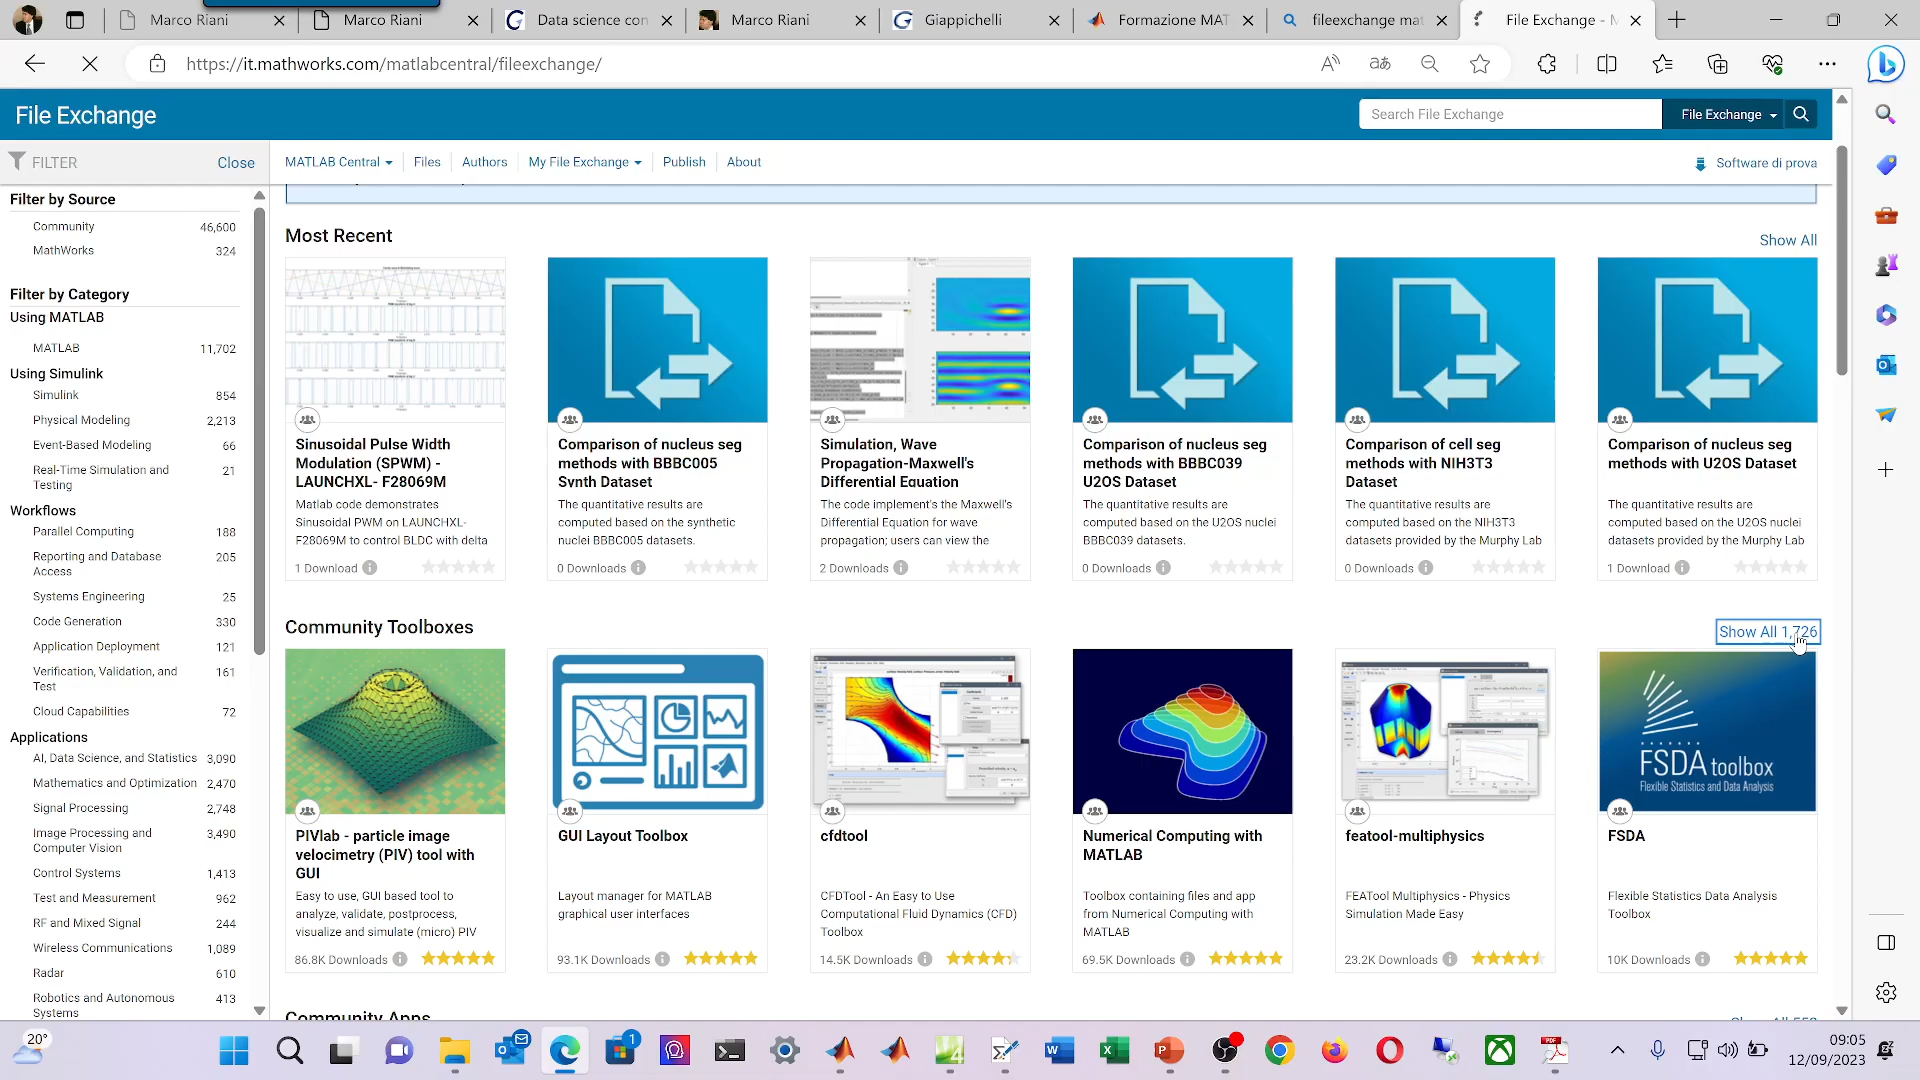 Marco Riani
Marco Riani
Data science con
Marco Riani
Giappichelli
Formazione MAT
fileexchange mat
File Exchange - M
https://it.mathworks.com/matlabcentral/fileexchange/
File Exchange
Search File Exchange
File Exchange
FILTER
Close
MATLAB Central
Files
Authors
My File Exchange
Publish
About
Software di prova
Filter by Source
Community 46,600
MathWorks 324
Filter by Category
Using MATLAB
MATLAB 11,702
Using Simulink
Simulink 854
Physical Modeling 2,213
Event-Based Modeling 66
Real-Time Simulation and 21
Testing
Workflows
Parallel Computing 188
Reporting and Database 205
Access
Systems Engineering 25
Code Generation 330
Application Deployment 121
Verification, Validation, and 161
Test
Cloud Capabilities 72
Applications
AI, Data Science, and Statistics 3,090
Mathematics and Optimization 2,470
Signal Processing 2,748
Image Processing and 3,490
Computer Vision
Control Systems 1,413
Test and Measurement 962
RF and Mixed Signal 244
Wireless Communications 1,089
Radar 610
Robotics and Autonomous 413
Systems
Most Recent
Show All
Sinusoidal Pulse Width
Modulation (SPWM) -
LAUNCHXL- F28069M
Matlab code demonstrates
Sinusoidal PWM on LAUNCHXL-
F28069M to control BLDC with delta
1 Download
Comparison of nucleus seg
methods with BBBC005
Synth Dataset
The quantitative results are
computed based on the synthetic
nuclei BBBC005 datasets.
0 Downloads
Simulation, Wave
Propagation-Maxwell's
Differential Equation
The code implement's the Maxwell's
Differential Equation for wave
propagation; users can view the
2 Downloads
Comparison of nucleus seg
methods with BBBC039
U2OS Dataset
The quantitative results are
computed based on the U2OS nuclei
BBBC039 datasets.
0 Downloads
Comparison of cell seg
methods with NIH3T3
Dataset
The quantitative results are
computed based on the NIH3T3
datasets provided by the Murphy Lab
0 Downloads
Comparison of nucleus seg
methods with U2OS Dataset
The quantitative results are
computed based on the U2OS nuclei
datasets provided by the Murphy Lab
1 Download
Community Toolboxes
Show All 1,726
PIVlab - particle image
velocimetry (PIV) tool with
GUI
Easy to use, GUI based tool to
analyze, validate, postprocess,
visualize and simulate (micro) PIV
86.8K Downloads
GUI Layout Toolbox
Layout manager for MATLAB
graphical user interfaces
93.1K Downloads
cfdtool
CFDTool - An Easy to Use
Computational Fluid Dynamics (CFD)
Toolbox
14.5K Downloads
Numerical Computing with
MATLAB
Toolbox containing files and app
from Numerical Computing with
MATLAB
69.5K Downloads
featool-multiphysics
FEATool Multiphysics - Physics
Simulation Made Easy
23.2K Downloads
FSDA toolbox
Flexible Statistics and Data Analysis
FSDA
Flexible Statistics Data Analysis
Toolbox
10K Downloads
Community Apps
20°
1
09:05
12/09/2023